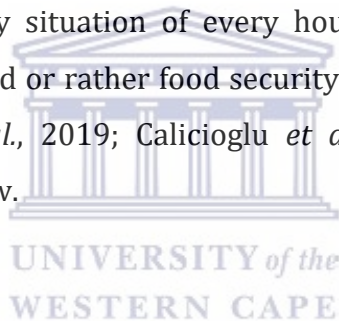 y situation of every hou
d or rather food security
l., 2019; Calicioglu et a
w.
UNIVERSITY of the
WESTERN CAPE